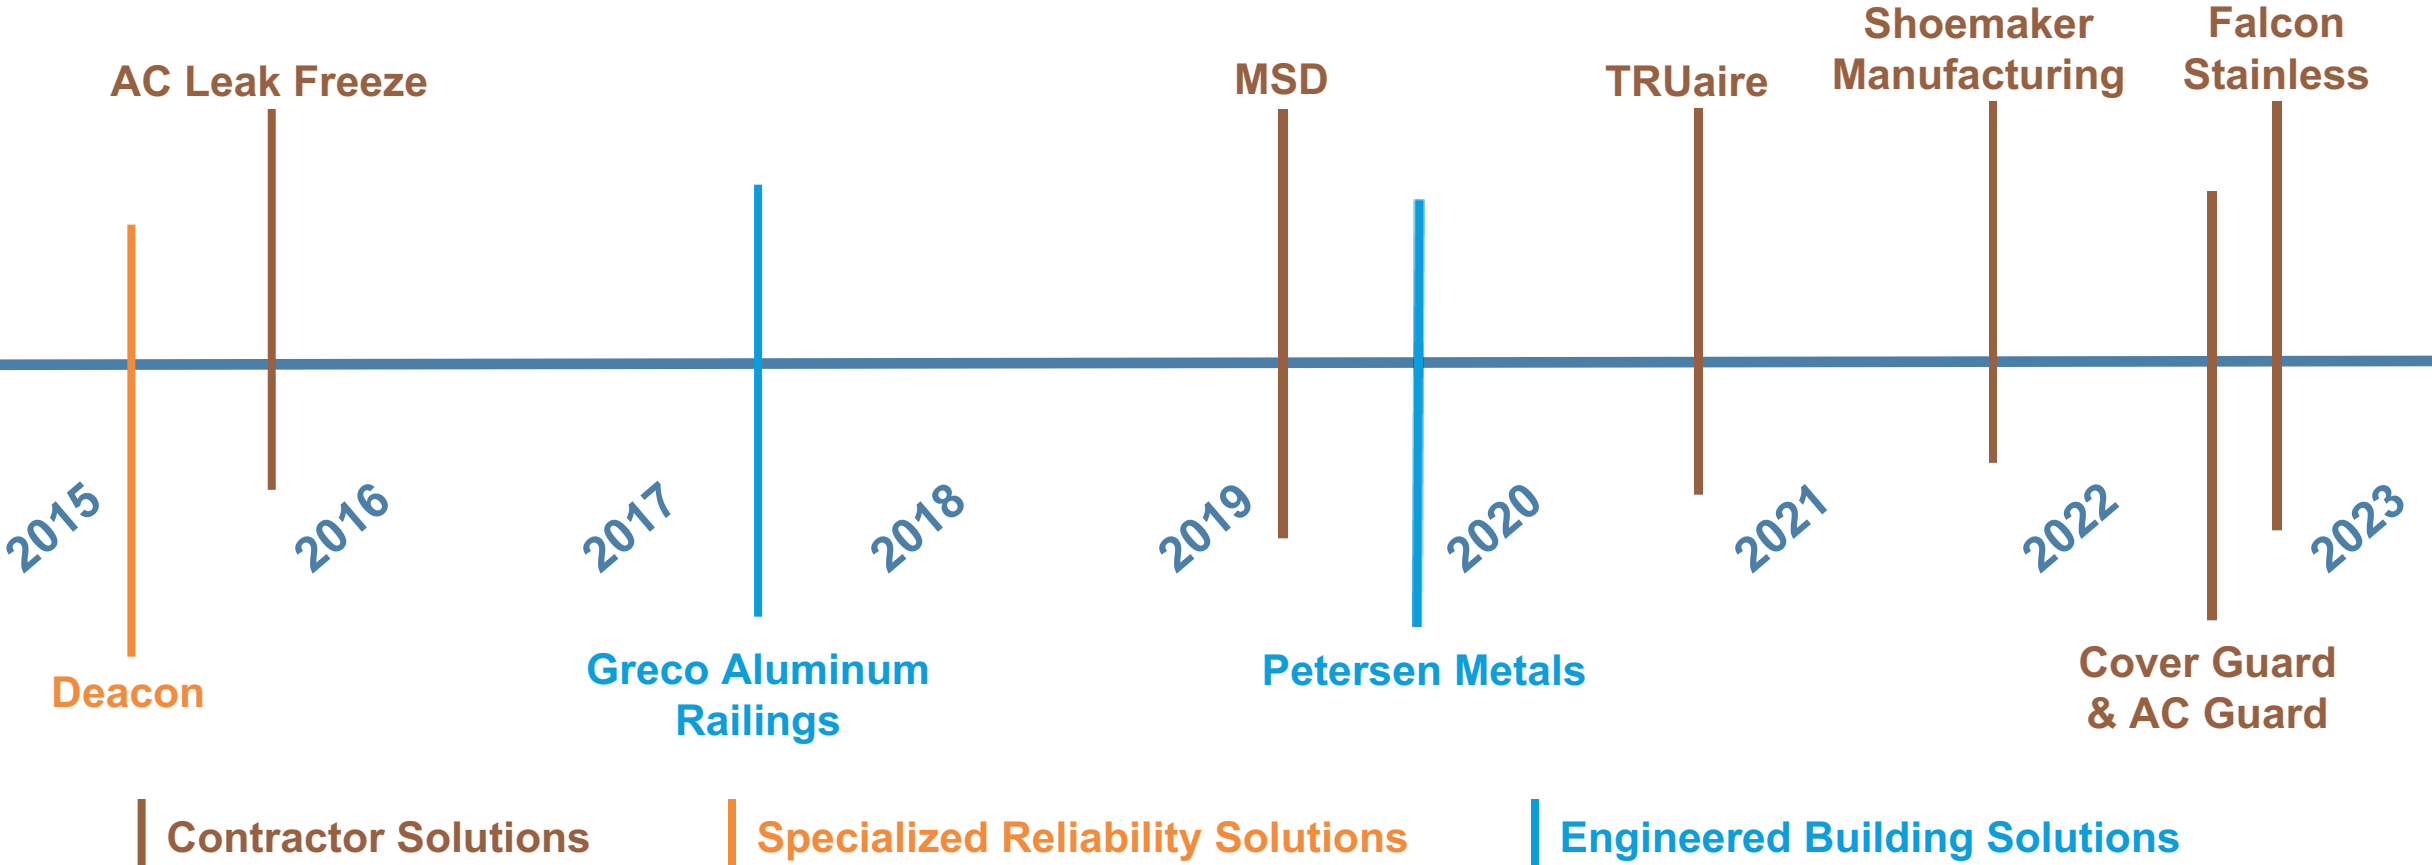 AC Leak Freeze
MSD
TRUaire
Shoemaker
Manufacturing
Falcon
Stainless
2015
2016
2017
2018
2019
2020
2021
2022
2023
Deacon
Greco Aluminum
Railings
Petersen Metals
Cover Guard
& AC Guard
Contractor Solutions
Specialized Reliability Solutions
Engineered Building Solutions